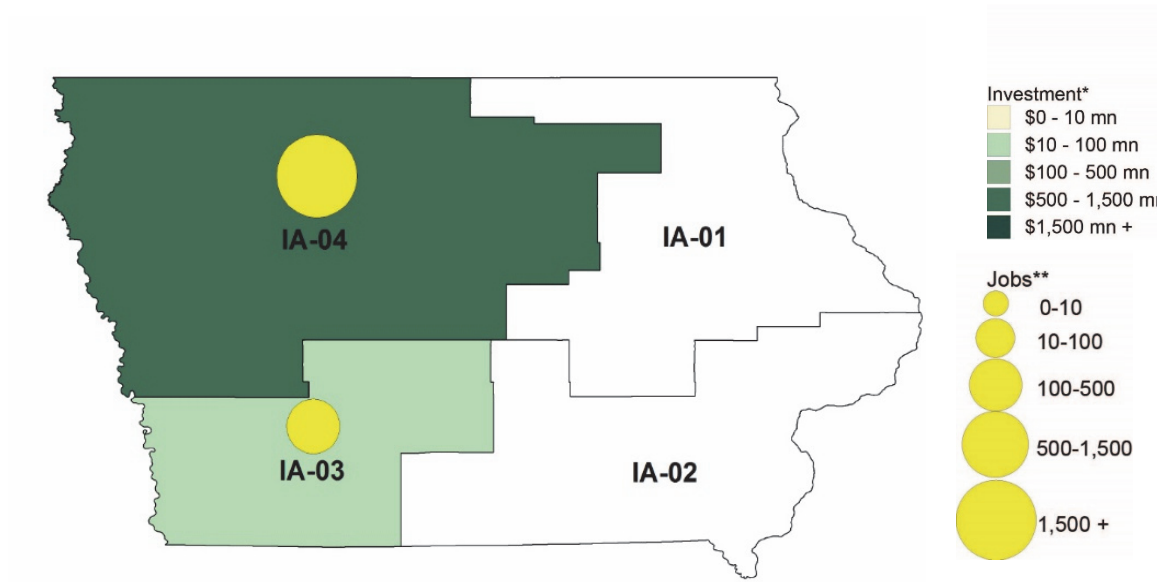 IA-04
IA-01
IA-03
IA-02
Investment*
$0 - 10 mn
$10 - 100 mn
$100 - 500 mn
$500 - 1,500 m
$1,500 mn +
Jobs**
0-10
10-100
100-500
500-1,500
1,500 +